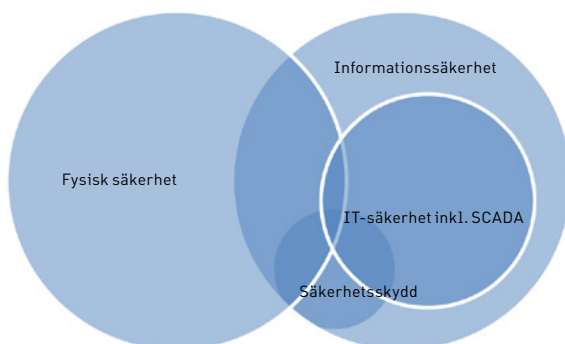 Informationssäkerhet
Fysisk säkerhet
IT-säkerhet inkl. SCADA
Säkerhetsskydd